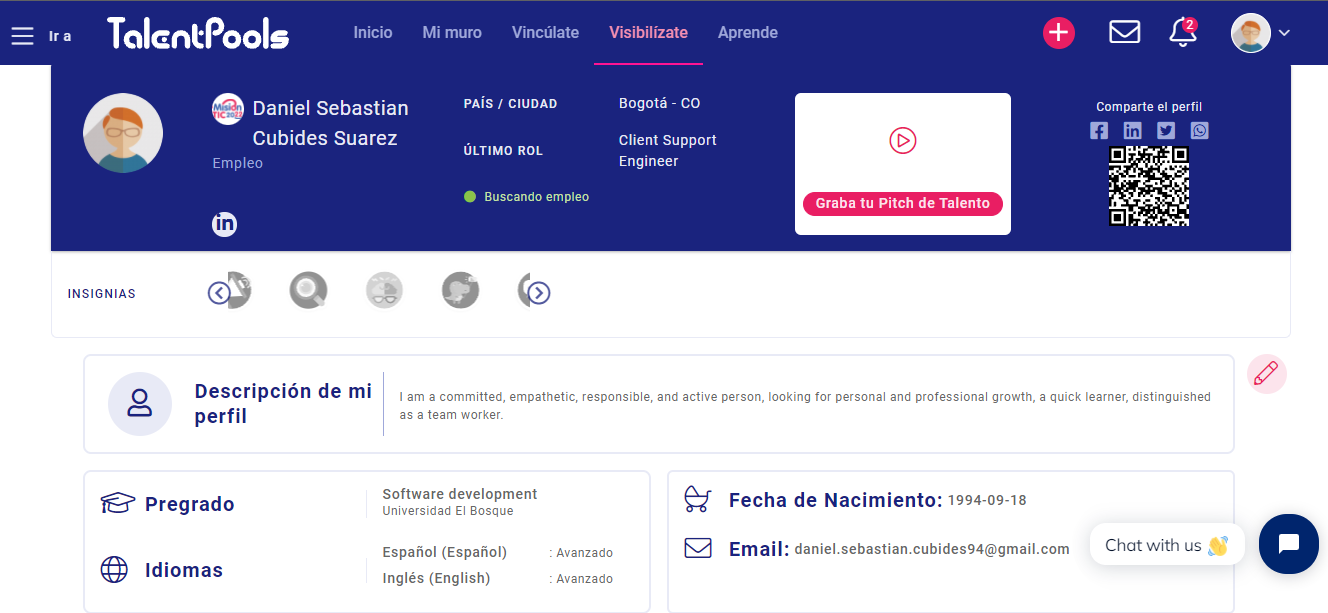 Ir a
TalentPools
Inicio
Mi muro
Vincúlate
Visibilízate
Aprende
2
Misión
TIC2022
Daniel Sebastian
Cubides Suarez
Empleo
in
PAÍS / CIUDAD
Bogotá - CO
ÚLTIMO ROL
Client Support
Engineer
Buscando empleo
Graba tu Pitch de Talento
Comparte el perfil
INSIGNIAS
Descripción de mi
perfil
I am a committed, empathetic, responsible, and active person, looking for personal and professional growth, a quick learner, distinguished
as a team worker.
Pregrado
Software development
Universidad El Bosque
Idiomas
Español (Español) : Avanzado
Inglés (English) : Avanzado
Fecha de Nacimiento: 1994-09-18
Email: daniel.sebastian.cubides94@gmail.com
Chat with us 👋